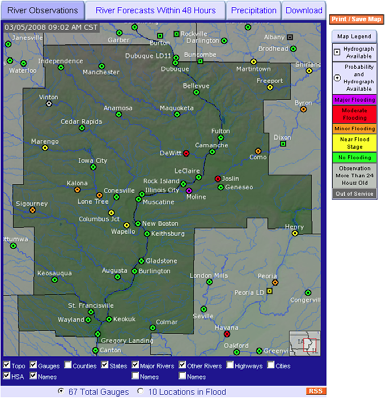 River Observations
River Forecasts Within 48 Hours
Precipitation
Download
03/05/2008 09:02 AM CST
Print / Save Map
Map Legend
Hydrograph
Available
Probability
and
Hydrograph
Available
Major Flooding
Moderate
Flooding
Minor Flooding
Near Flood
Stage
No Flooding
Observation
More Than 24
Hour Old
Out of Service
Janesville
Garber
Rockville
Burton
Darlington
Albany
Brodhead
Waterloo
Independence
Dubuque LD11
Buncombe
Manchester
Dubuque
Martintown
Shirland
Bellevue
Freeport
Vinton
Anamosa
Maquoketa
Byron
Cedar Rapids
Fulton
Marengo
Camanche
Dixon
Iowa City
DeWitt
Como
LeClaire
Kalona
Rock Island
Joslin
Conesville
Illinois City
Geneseo
Lone Tree
Moline
Sigourney
Muscatine
Columbus Jct
New Boston
Wapello
Keithsburg
Henry
Ottumwa
Gladstone
Keosauqua
Augusta
Burlington
London Mills
Peoria
Peoria LD
St. Francisville
Congerville
Seville
Wayland
Keokuk
Colmar
Havana
Gregory Landing
Canton
Oakford
Greenview
Topo
Gauges
Counties
States
Major Rivers
Other Rivers
Highways
Cities
HSA
Names
Names
Names
67 Total Gauges
10 Locations in Flood
RSS